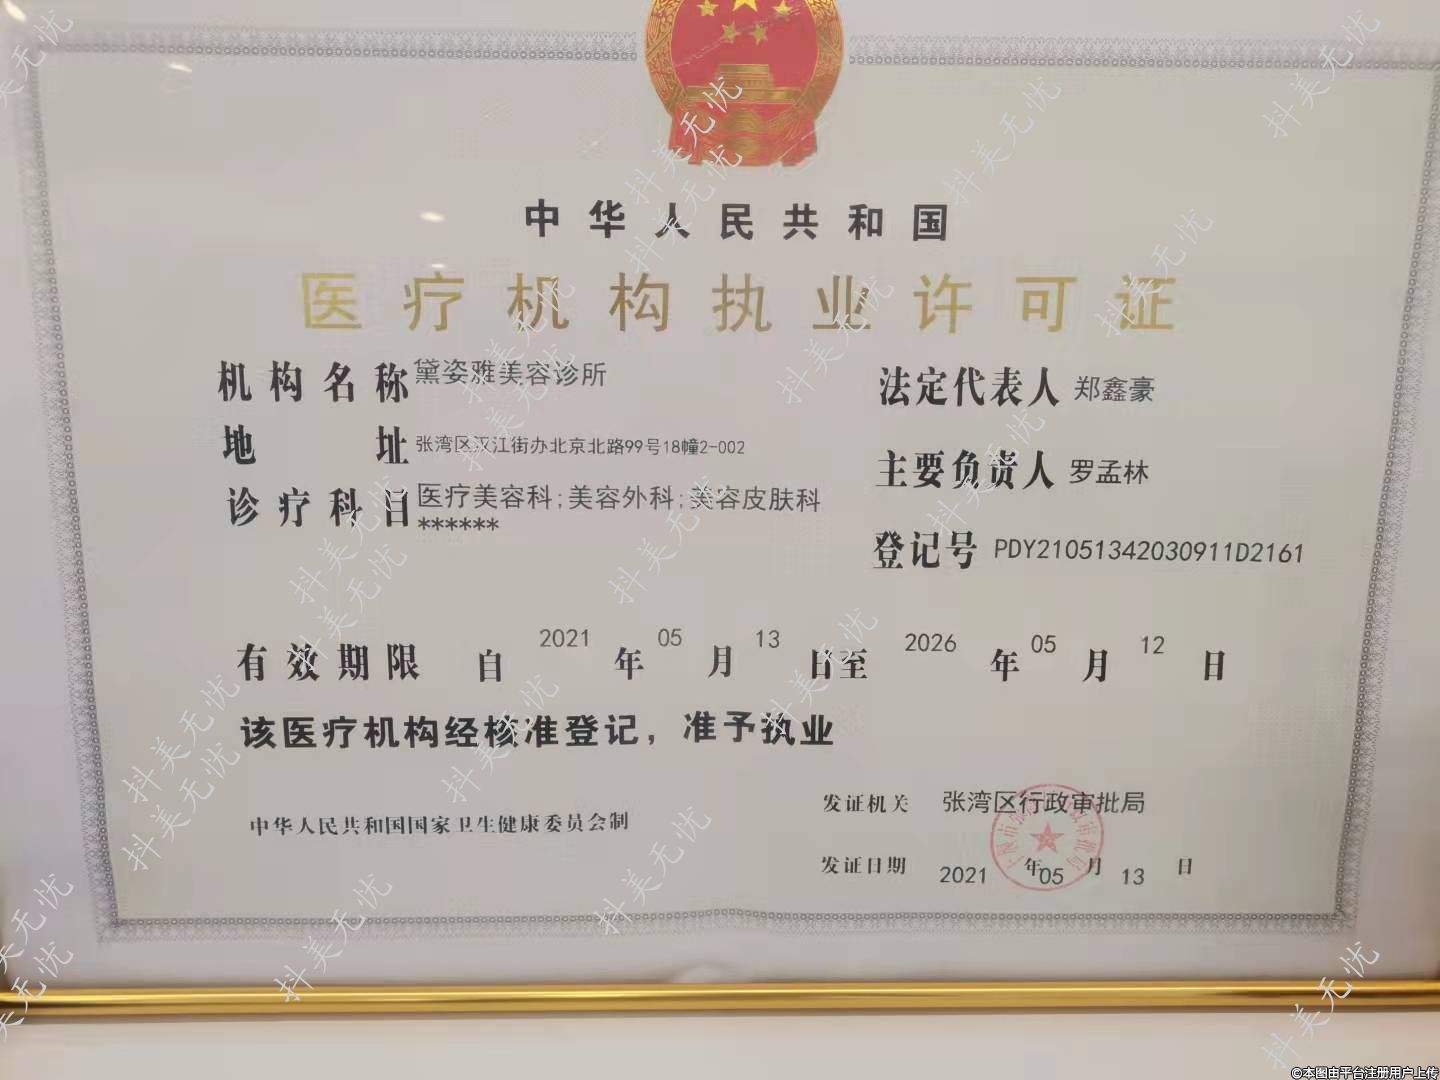 中华人民共和国
医疗机构执业许可证
机构名称 黛姿雅美容诊所
法定代表人 郑鑫豪
地址 张湾区汉江街办北京北路99号18幢2-002
主要负责人 罗孟林
诊疗科目 医疗美容科;美容外科;美容皮肤科
******
登记号 PDY21051342030911D2161
有效期限 自 2021 年 05 月 13 日至 2026 年 05 月 12 日
该医疗机构经核准登记，准予执业
中华人民共和国国家卫生健康委员会制
发证机关 张湾区行政审批局
发证日期 2021 年 05 月 13 日
抖美无忧
©本图由平台注册用户上传